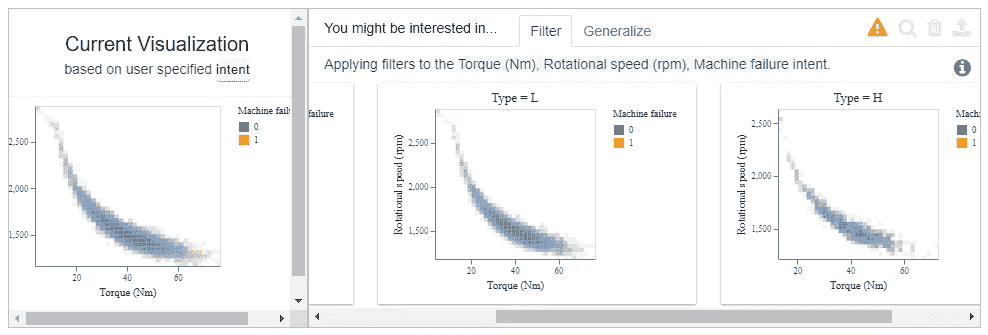 Current Visualization
based on user specified intent
2,500
2,000
1,500
20
40
60
Torque (Nm)
Machine failure
0
1
You might be interested in...
Filter
Generalize
Applying filters to the Torque (Nm), Rotational speed (rpm), Machine failure intent.
failure
Type = L
Rotational speed (rpm)
2,500
2,000
1,500
20
40
60
Torque (Nm)
Machine failure
0
1
Type = H
Rotational speed (rpm)
2,500
2,000
1,500
20
40
60
Torque (Nm)
Mach
0
1